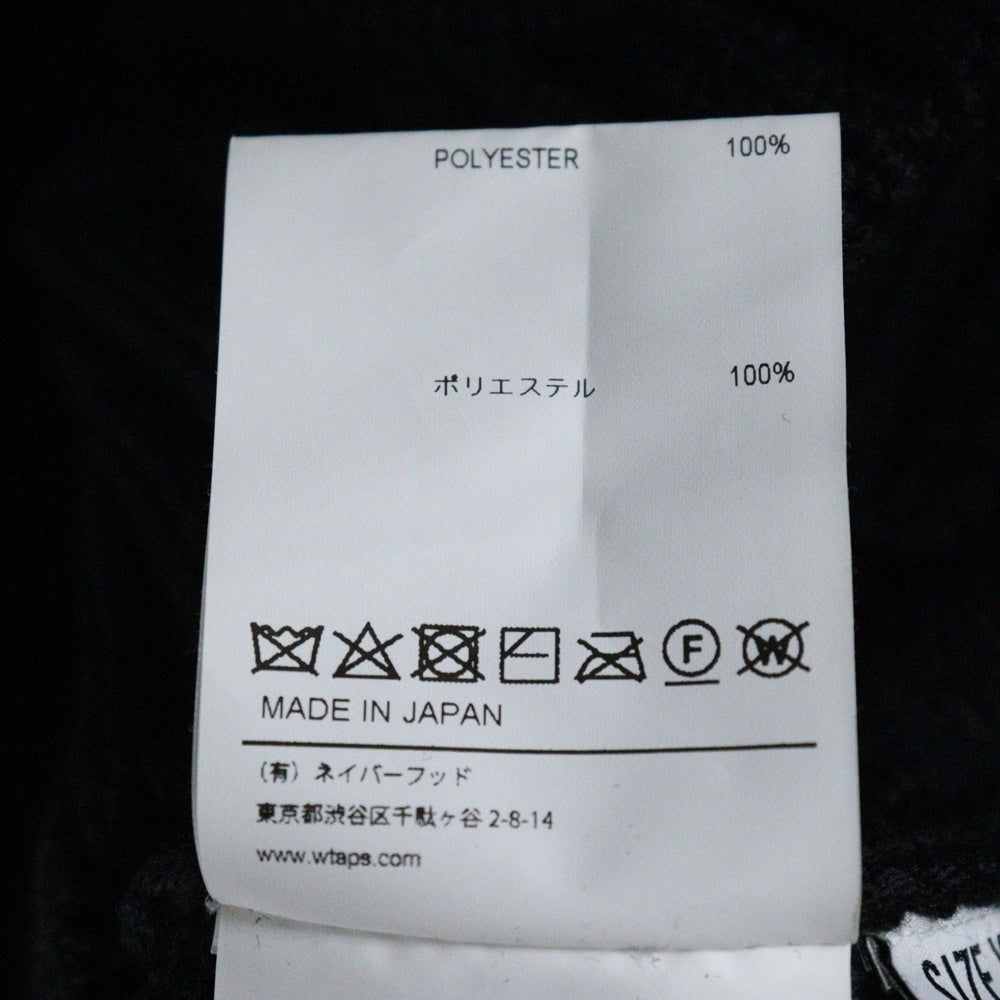 POLYESTER 100%
ポリエステル 100%
F W
MADE IN JAPAN
(有) ネイバーフッド
東京都渋谷区千駄ヶ谷 2-8-14
www.wtaps.com
SIZE